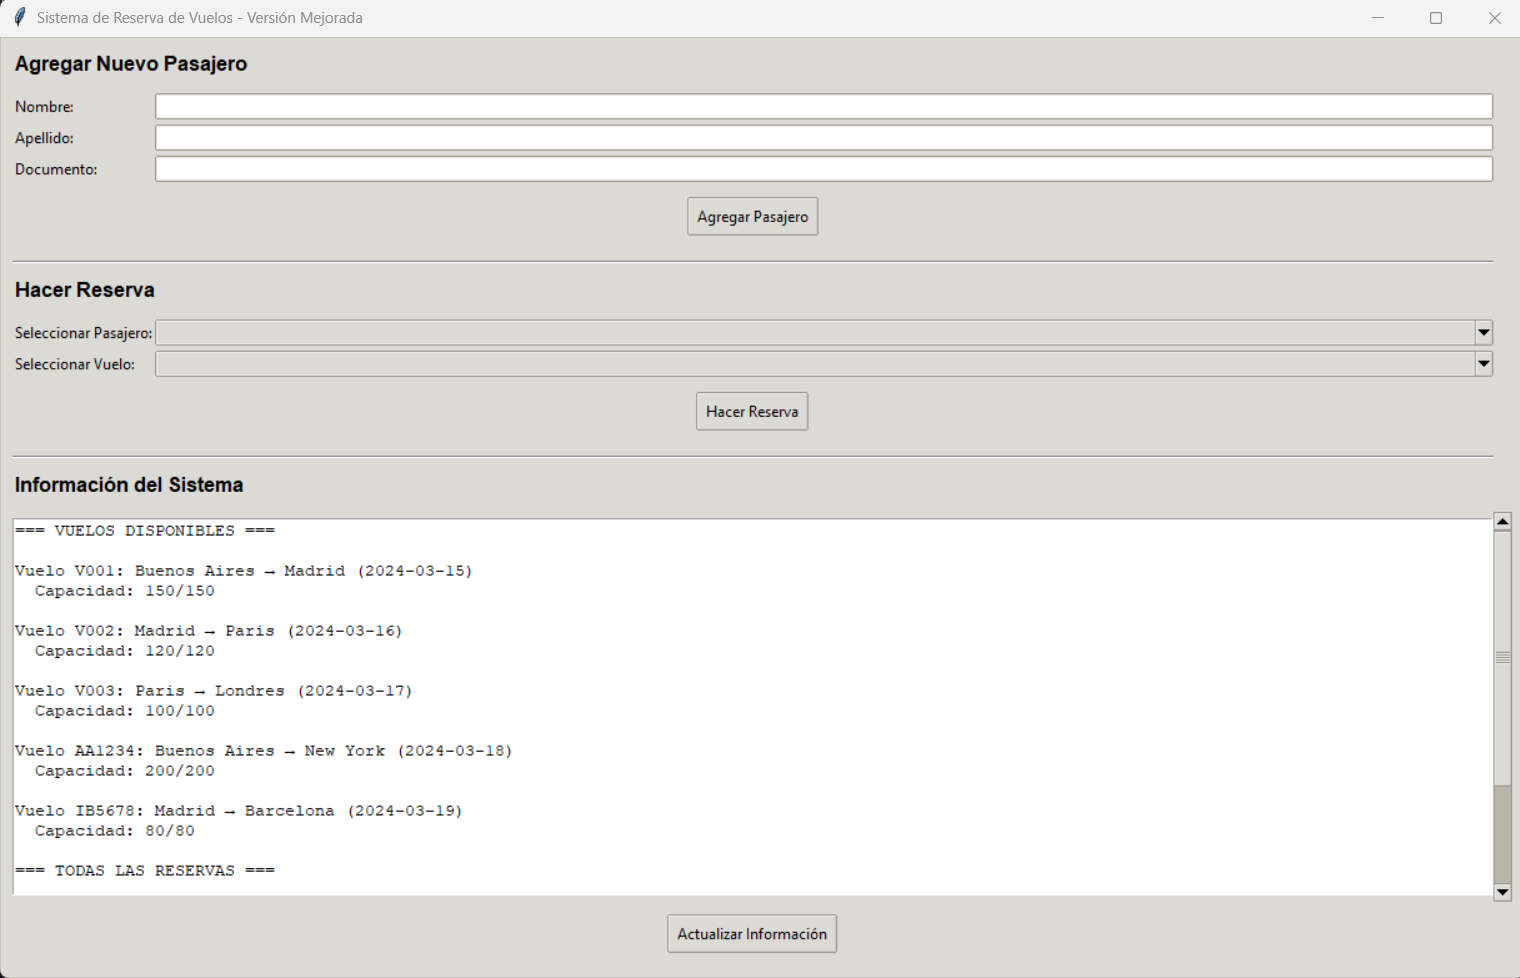 Sistema de Reserva de Vuelos - Versión Mejorada
Agregar Nuevo Pasajero
Nombre:
Apellido:
Documento:
Agregar Pasajero
Hacer Reserva
Seleccionar Pasajero:
Seleccionar Vuelo:
Hacer Reserva
Información del Sistema
=== VUELOS DISPONIBLES ===
Vuelo V001: Buenos Aires → Madrid (2024-03-15)
Capacidad: 150/150
Vuelo V002: Madrid → Paris (2024-03-16)
Capacidad: 120/120
Vuelo V003: Paris → Londres (2024-03-17)
Capacidad: 100/100
Vuelo AA1234: Buenos Aires → New York (2024-03-18)
Capacidad: 200/200
Vuelo IB5678: Madrid → Barcelona (2024-03-19)
Capacidad: 80/80
=== TODAS LAS RESERVAS ===
Actualizar Información